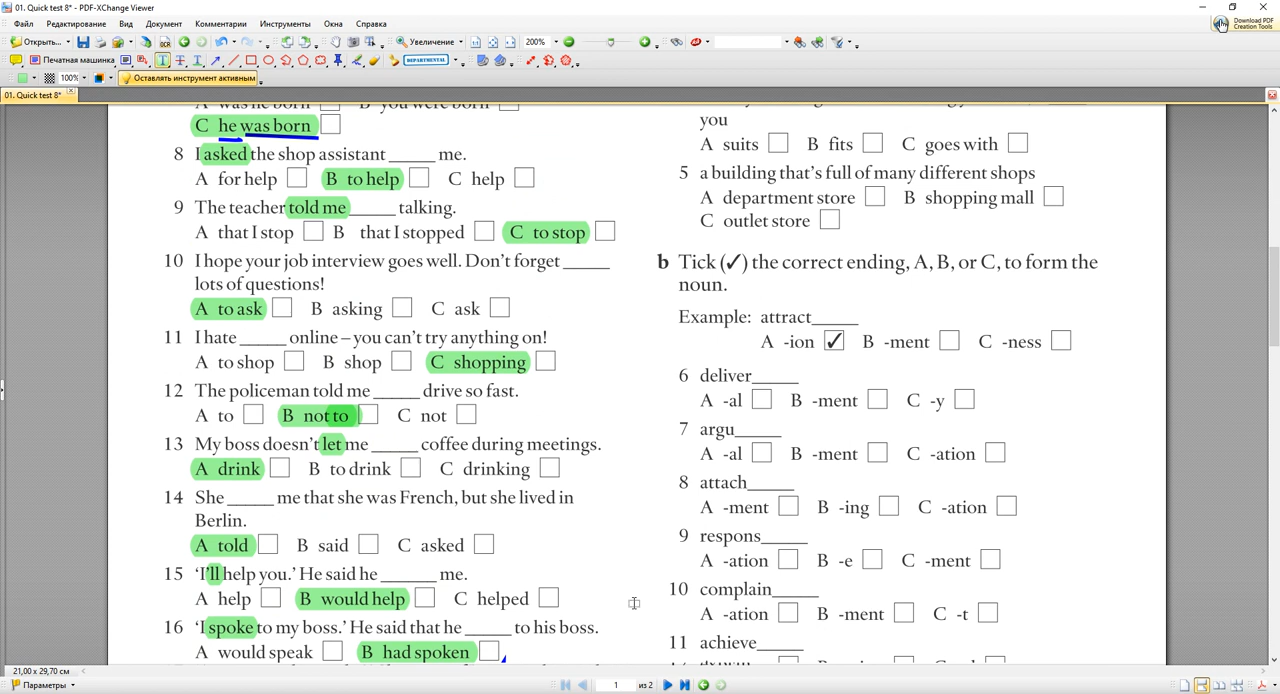 01. Quick test 8* - PDF-XChange Viewer
Файл Редактирование Вид Документ Комментарии Инструменты Окна Справка
Download PDF Creation Tools
Открыть... OCR Увеличение 200%
Печатная машинка DEPARTMENTAL
100% Оставлять инструмент активным
01. Quick test 8*
A was he born B you were born
C he was born
8 I asked the shop assistant _____ me.
A for help B to help C help
9 The teacher told me _____ talking.
A that I stop B that I stopped C to stop
10 I hope your job interview goes well. Don't forget _____
lots of questions!
A to ask B asking C ask
11 I hate _____ online – you can't try anything on!
A to shop B shop C shopping
12 The policeman told me _____ drive so fast.
A to B not to C not
13 My boss doesn't let me _____ coffee during meetings.
A drink B to drink C drinking
14 She _____ me that she was French, but she lived in
Berlin.
A told B said C asked
15 'I'll help you.' He said he ______ me.
A help B would help C helped
16 'I spoke to my boss.' He said that he _____ to his boss.
A would speak B had spoken
you
A suits B fits C goes with
5 a building that's full of many different shops
A department store B shopping mall
C outlet store
b Tick (✓) the correct ending, A, B, or C, to form the
noun.
Example: attract_____
A -ion ✓ B -ment C -ness
6 deliver_____
A -al B -ment C -y
7 argu_____
A -al B -ment C -ation
8 attach_____
A -ment B -ing C -ation
9 respons_____
A -ation B -e C -ment
10 complain_____
A -ation B -ment C -t
11 achieve_____
21,00 x 29,70 см
Параметры 1 из 2